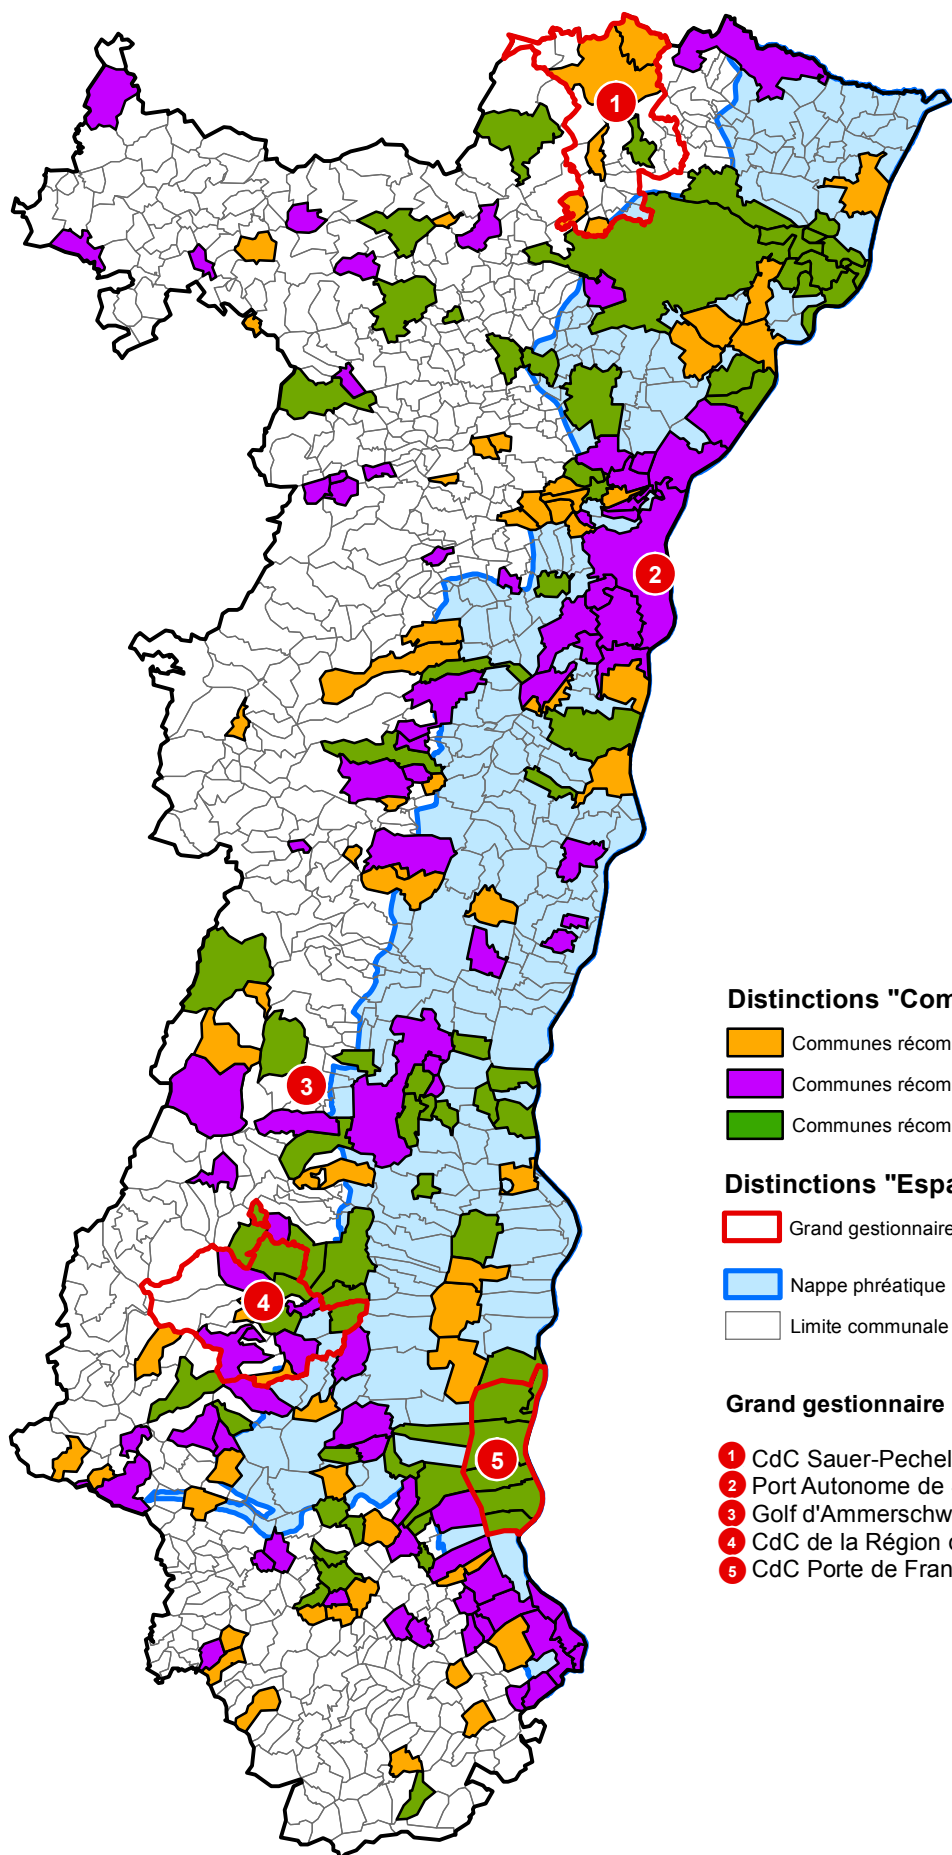 1
2
3
4
5
Distinctions "Com
Communes récom
Communes récom
Communes récom
Distinctions "Espa
Grand gestionnaire
Nappe phréatique
Limite communale
Grand gestionnaire
1 CdC Sauer-Pechel
2 Port Autonome de
3 Golf d'Ammerschw
4 CdC de la Région
5 CdC Porte de Fran